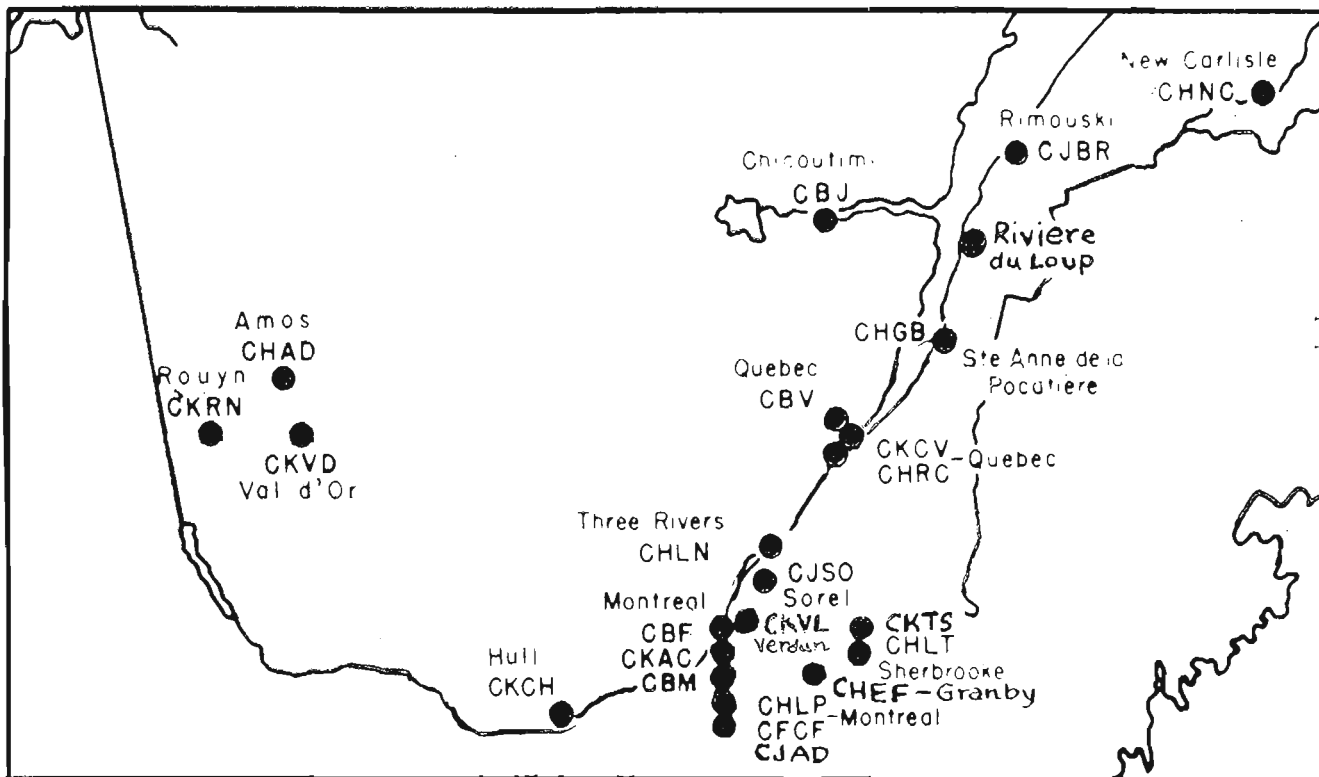 New Carlisle
CHNC
Rimouski
CJBR
Chicoutimi
CBJ
Rivière
du Loup
Amos
CHAD
CHGB
Ste Anne de la
Pocatière
Rouyn
CKRN
Quebec
CBV
CKVD
Val d'Or
CKCV
CHRC-Quebec
Three Rivers
CHLN
CJSO
Sorel
Montreal
CBF
CKAC
CBM
CKVL
Verdun
CKTS
CHLT
Sherbrooke
Hull
CKCH
CHEF-Granby
CHLP
-Montreal
CFCF
CJAD